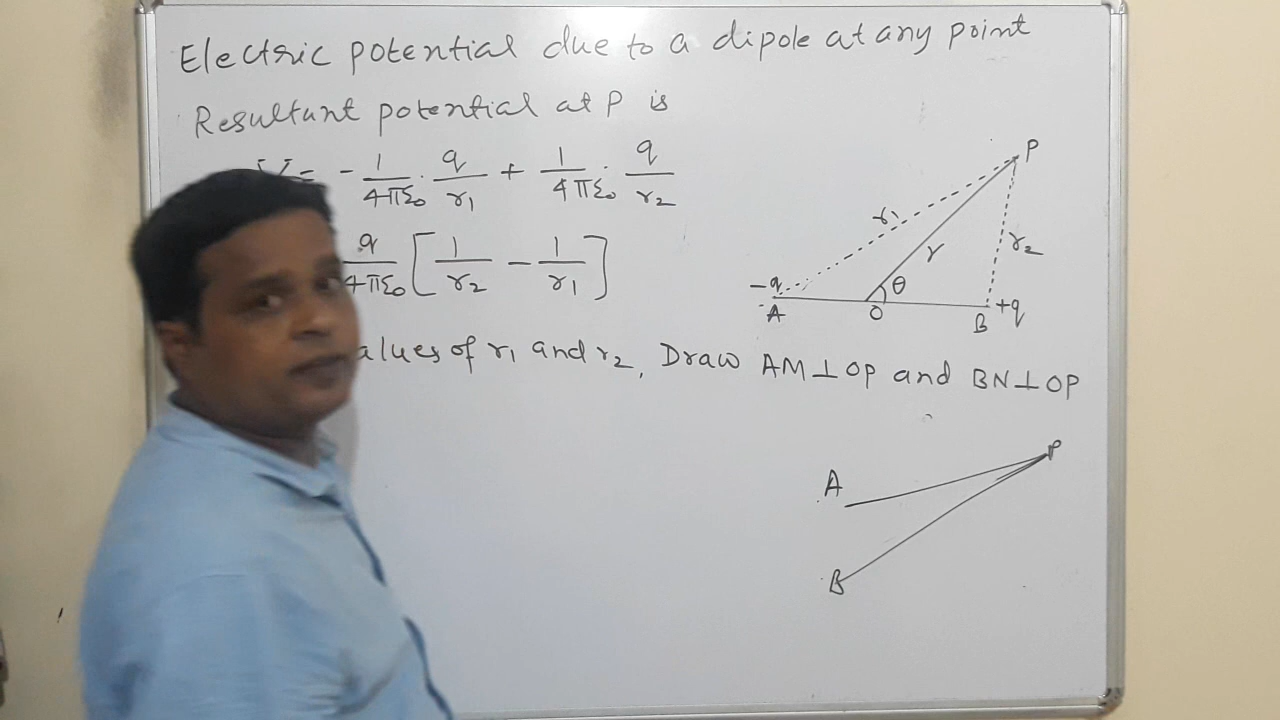 Electric potential due to a dipole at any point
Resultant potential at P is
V = - 1/4πε₀ . q/r₁ + 1/4πε₀ . q/r₂
q/4πε₀ [ 1/r₂ - 1/r₁ ]
alues of r₁ and r₂, Draw AM⊥OP and BN⊥OP
P
r₁
r
r₂
-q
θ
+q
A
O
B
P
A
B